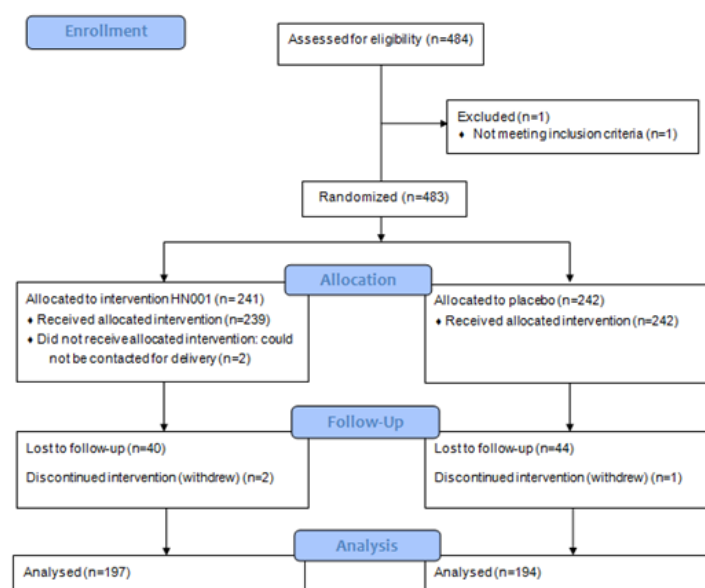 Enrollment
Assessed for eligibility (n=484)
Excluded (n=1)
♦ Not meeting inclusion criteria (n=1)
Randomized (n=483)
Allocation
Allocated to intervention HN001 (n= 241)
♦ Received allocated intervention (n=239)
♦ Did not receive allocated intervention: could
not be contacted for delivery (n=2)
Allocated to placebo (n=242)
♦ Received allocated intervention (n=242)
Follow-Up
Lost to follow-up (n=40)
Discontinued intervention (withdrew) (n=2)
Lost to follow-up (n=44)
Discontinued intervention (withdrew) (n=1)
Analysis
Analysed (n=197)
Analysed (n=194)